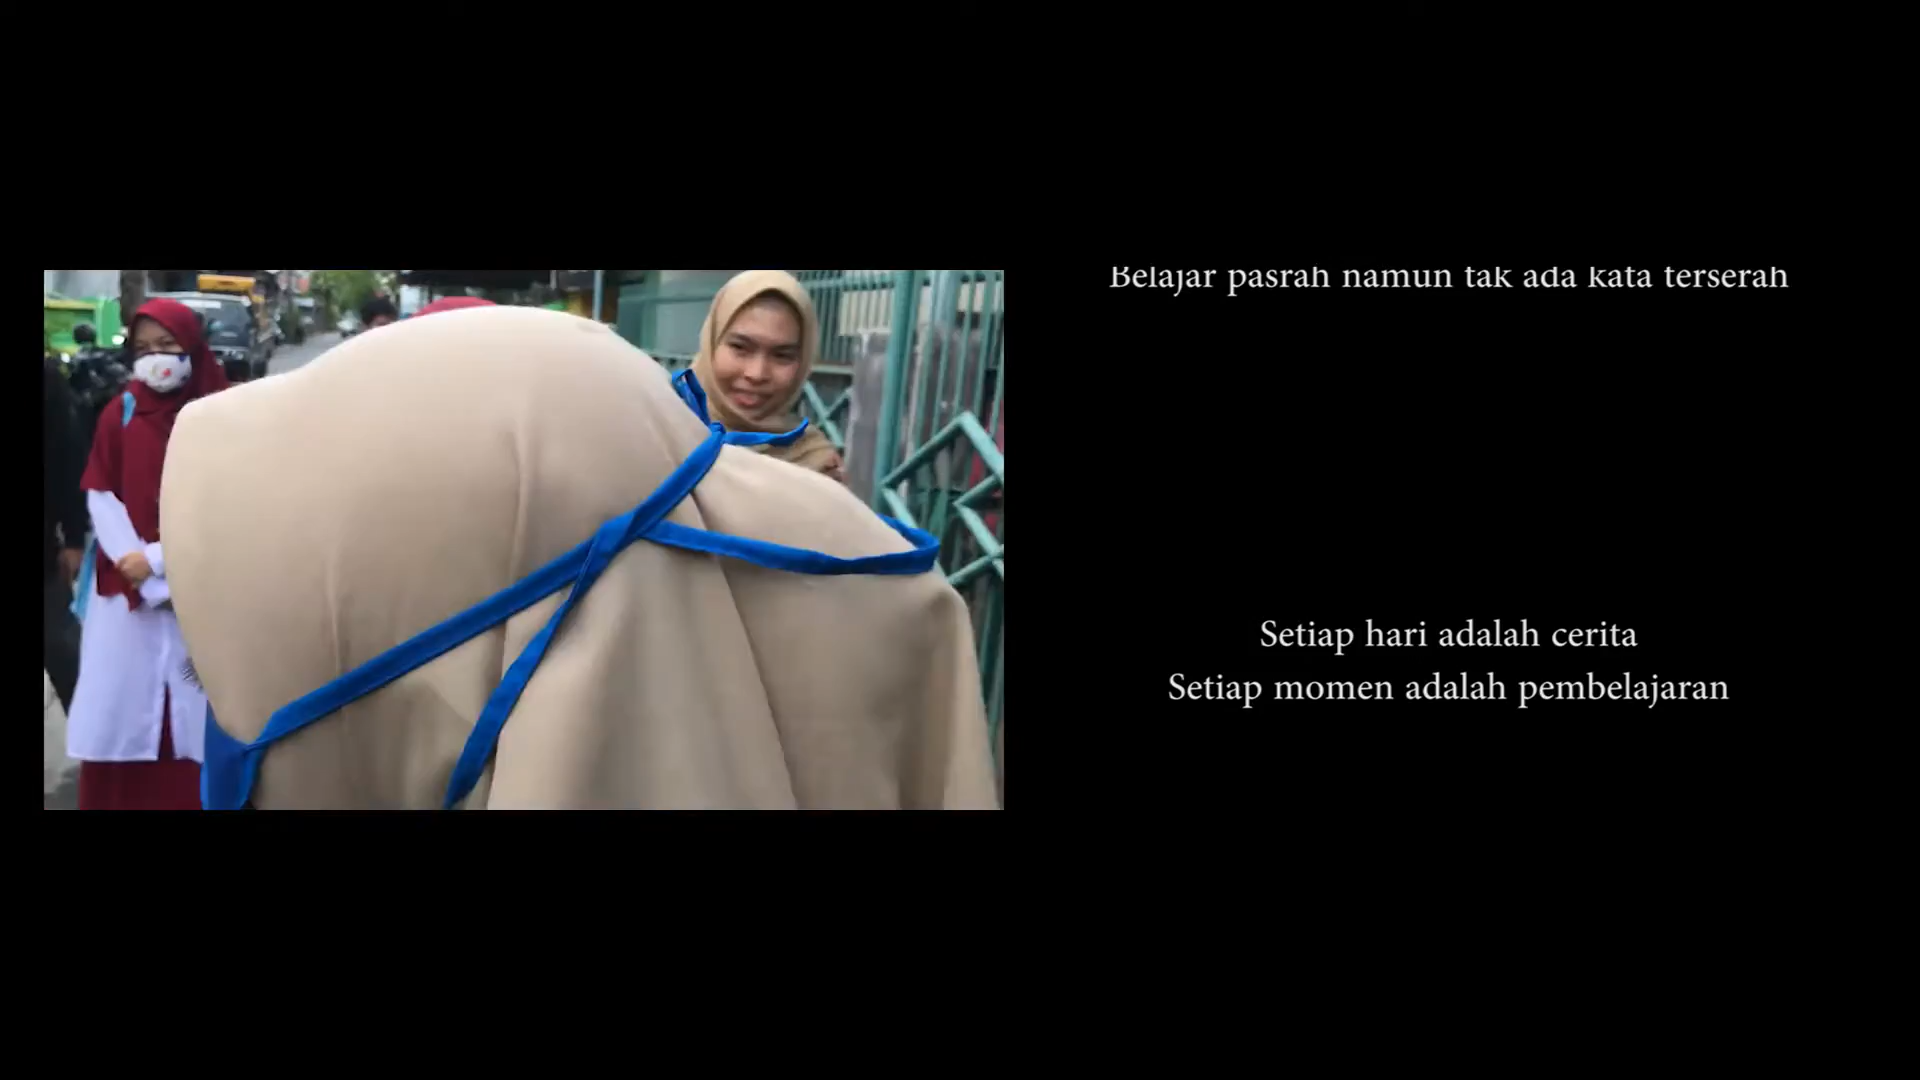 Belajar pasrah namun tak ada kata terserah
Setiap hari adalah cerita
Setiap momen adalah pembelajaran